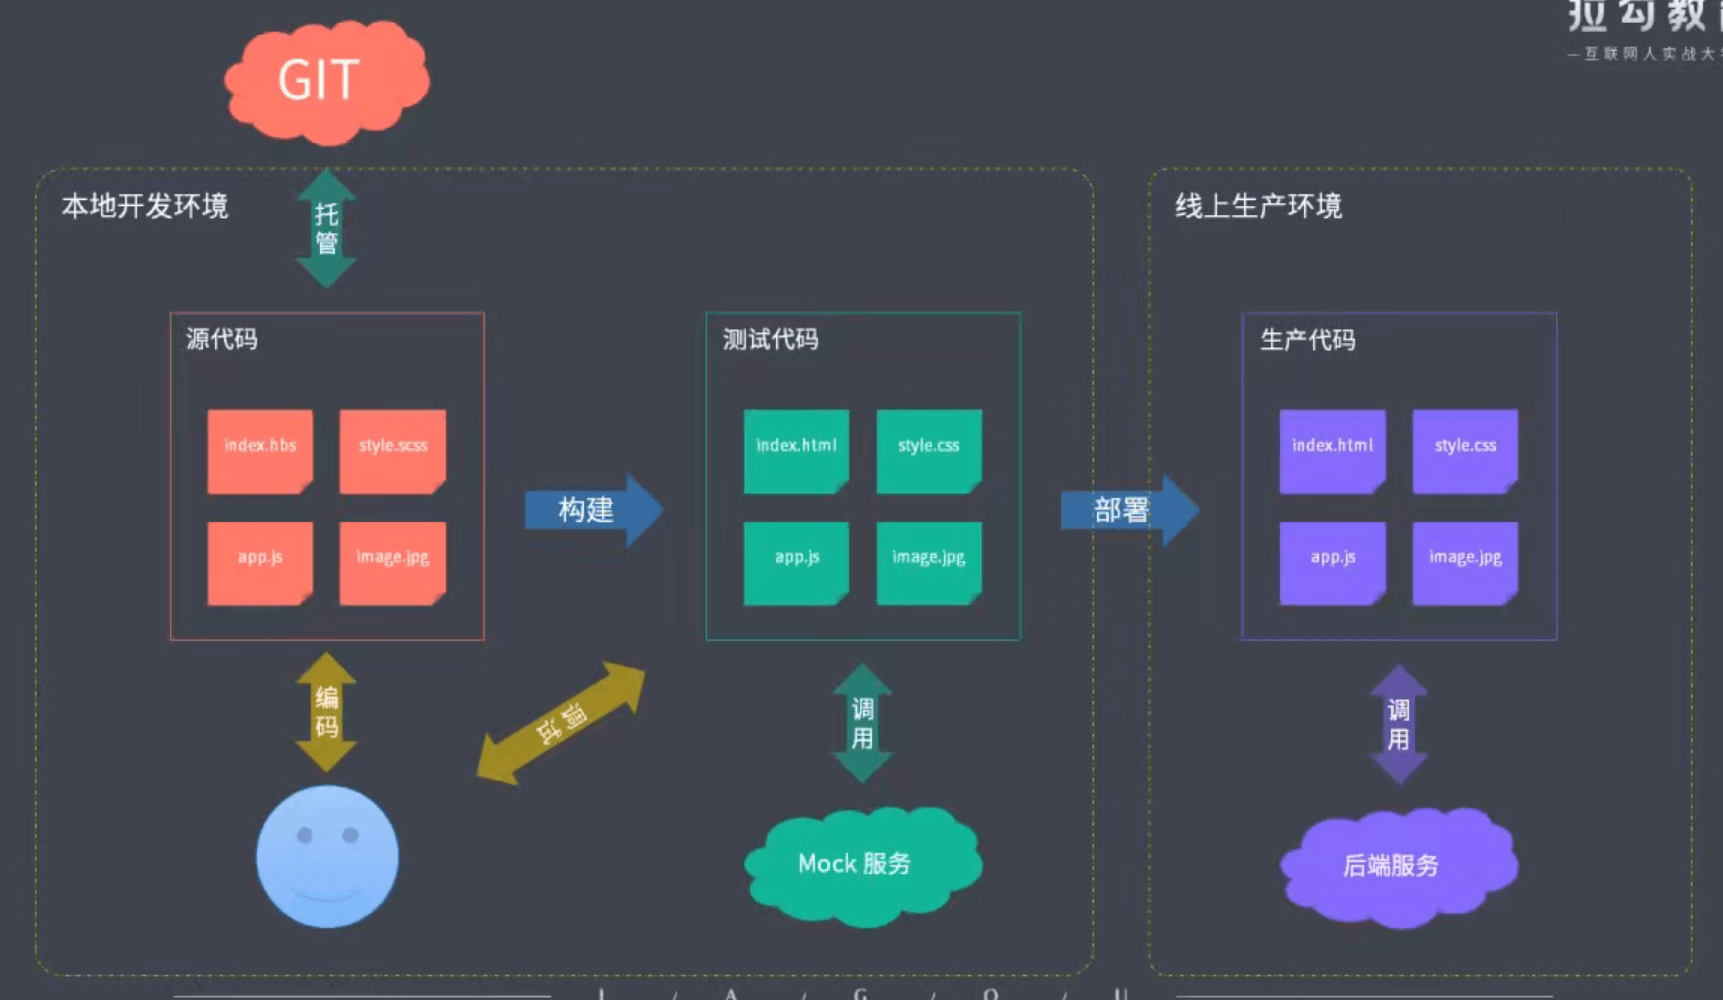 拉勾教
—互联网人实战大
GIT
本地开发环境
托管
线上生产环境
源代码
index.hbs
style.scss
app.js
image.jpg
构建
测试代码
index.html
style.css
app.js
image.jpg
部署
生产代码
index.html
style.css
app.js
image.jpg
编码
调试
调用
调用
Mock 服务
后端服务
L / A / G / O / U